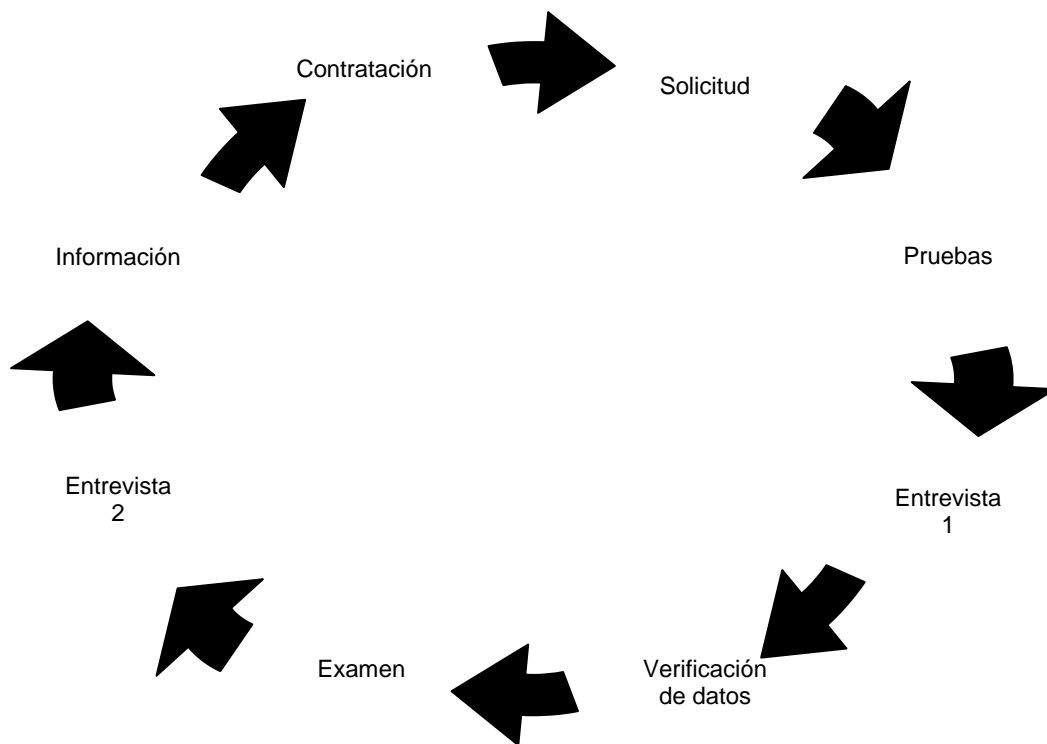 Contratación
Solicitud
Información
Pruebas
Entrevista
2
Entrevista
1
Examen
Verificación
de datos